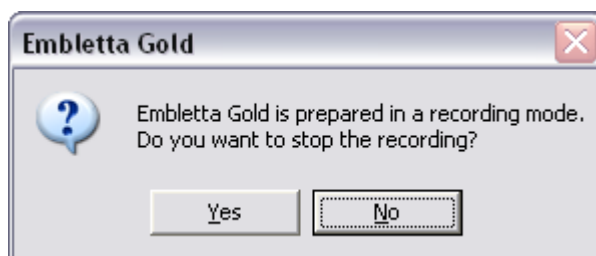 Embletta Gold
Embletta Gold is prepared in a recording mode.
Do you want to stop the recording?
Yes No